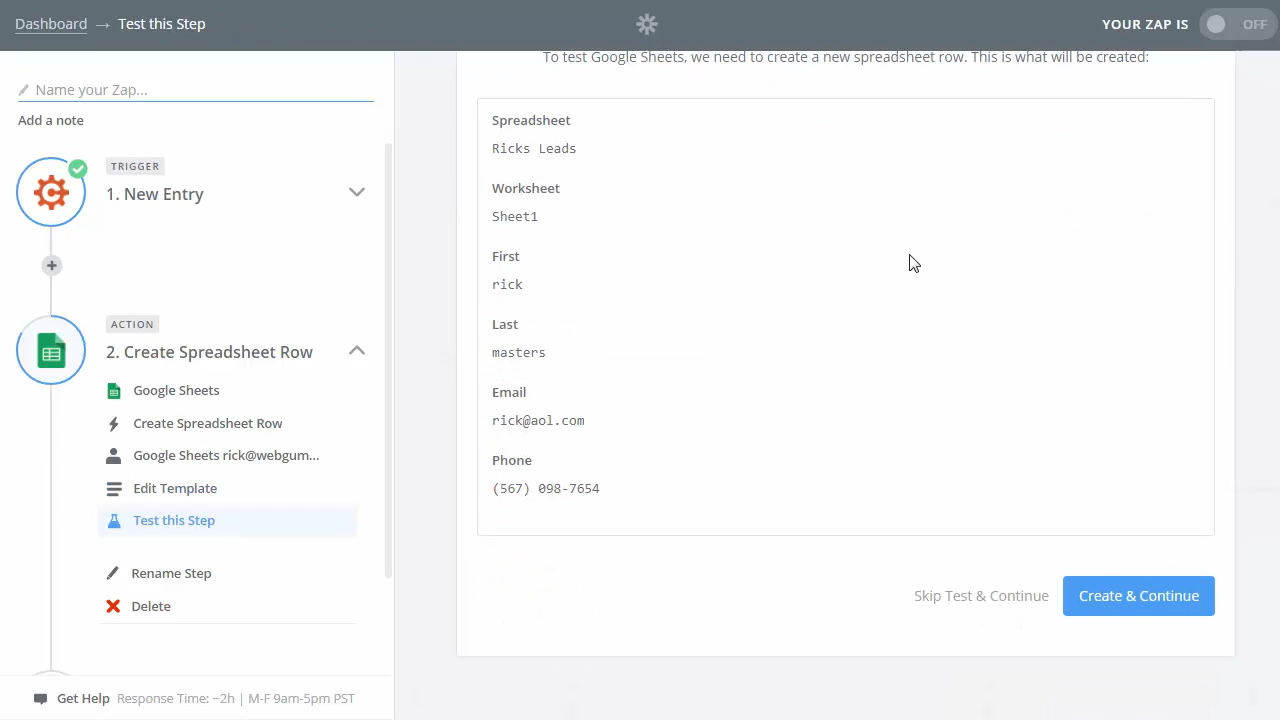 Dashboard → Test this Step
YOUR ZAP IS OFF
Name your Zap...
Add a note
TRIGGER
1. New Entry
ACTION
2. Create Spreadsheet Row
Google Sheets
Create Spreadsheet Row
Google Sheets rick@webgum...
Edit Template
Test this Step
Rename Step
Delete
Get Help Response Time: ~2h | M-F 9am-5pm PST
To test Google Sheets, we need to create a new spreadsheet row. This is what will be created:
Spreadsheet
Ricks Leads
Worksheet
Sheet1
First
rick
Last
masters
Email
rick@aol.com
Phone
(567) 098-7654
Skip Test & Continue
Create & Continue